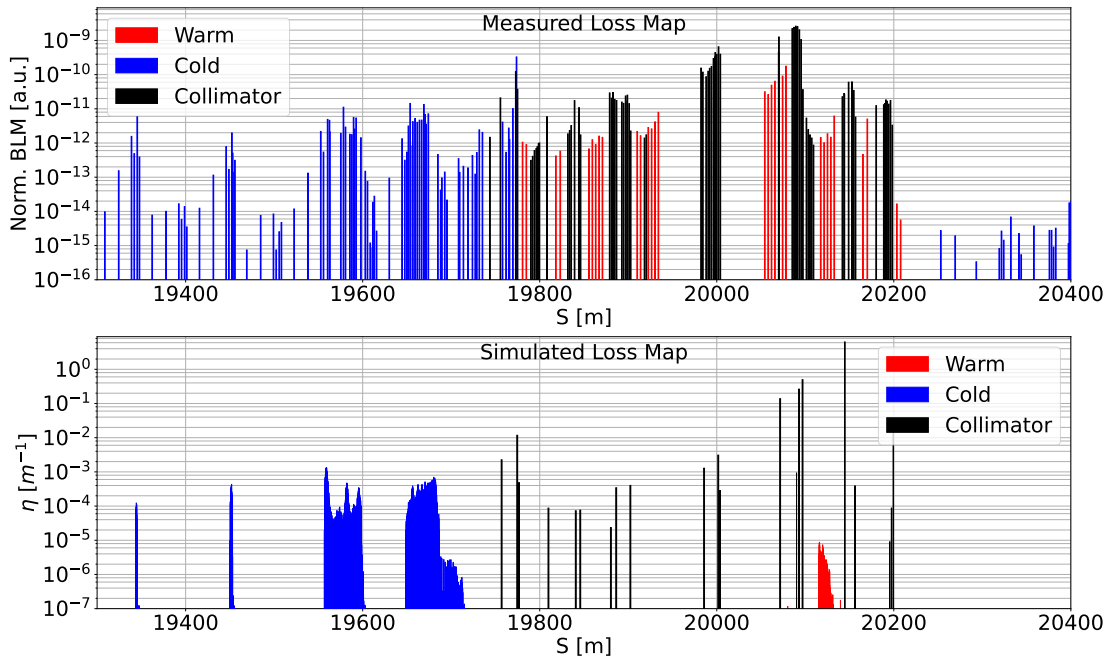 Measured Loss Map
Warm
Cold
Collimator
Norm. BLM [a.u.]
10⁻⁹
10⁻¹⁰
10⁻¹¹
10⁻¹²
10⁻¹³
10⁻¹⁴
10⁻¹⁵
10⁻¹⁶
19400 19600 19800 20000 20200 20400
S [m]
Simulated Loss Map
Warm
Cold
Collimator
η [m⁻¹]
10⁰
10⁻¹
10⁻²
10⁻³
10⁻⁴
10⁻⁵
10⁻⁶
10⁻⁷
19400 19600 19800 20000 20200 20400
S [m]